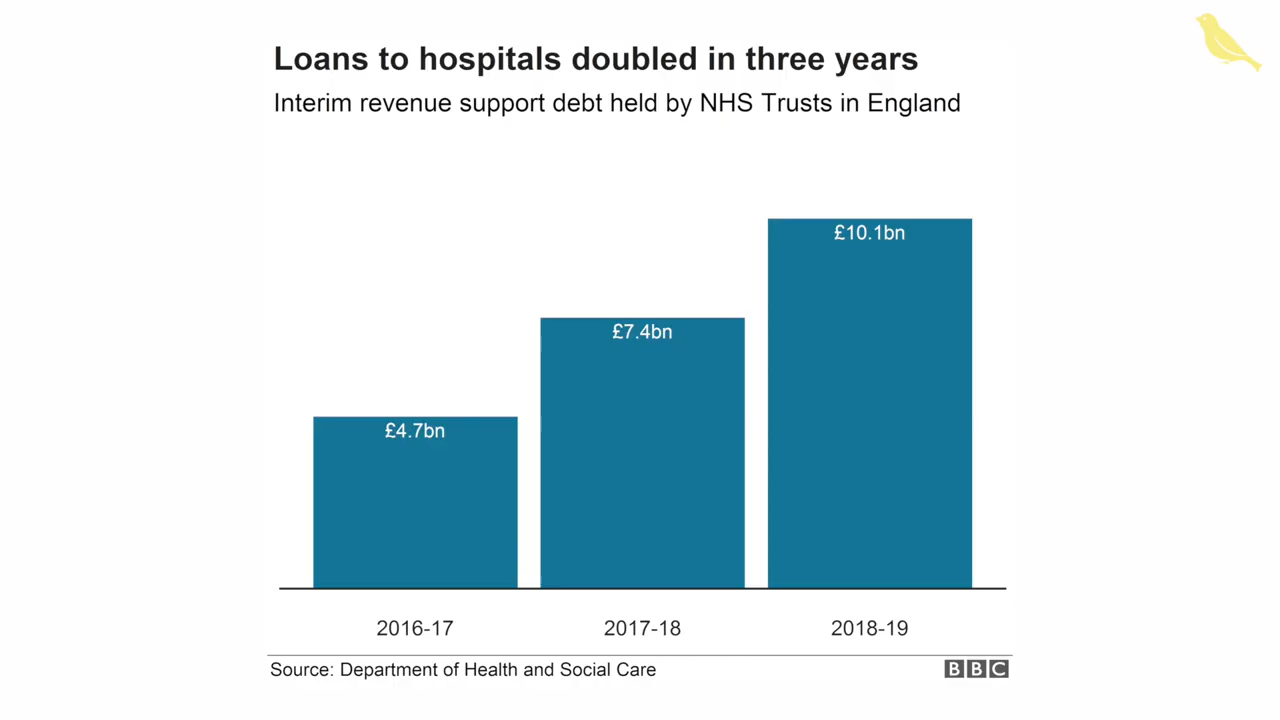 Loans to hospitals doubled in three years
Interim revenue support debt held by NHS Trusts in England
£10.1bn
£7.4bn
£4.7bn
2016-17 2017-18 2018-19
Source: Department of Health and Social Care BBC